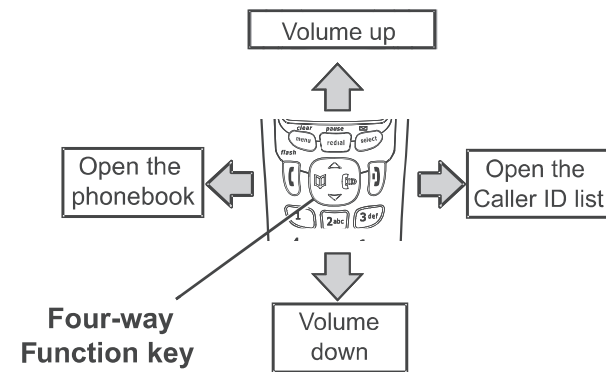 Volume up
clear pause
menu redial select
flash
Open the
phonebook
Open the
Caller ID list
1 2abc 3def
Four-way
Function key
Volume
down